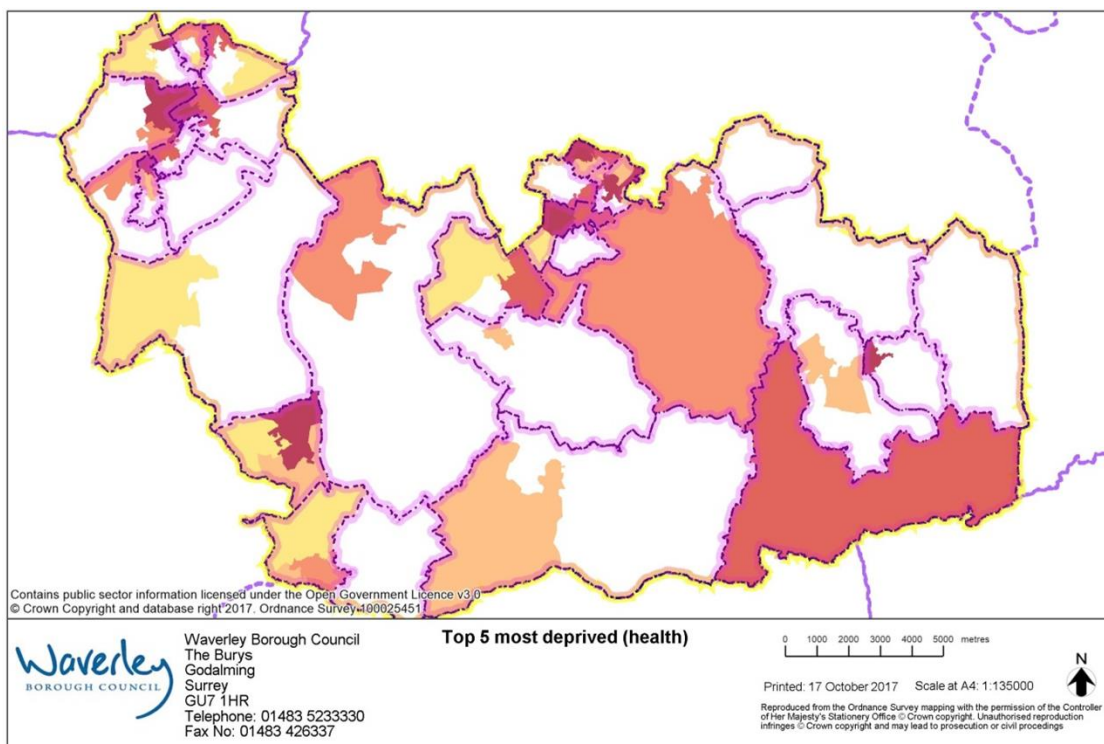 Contains public sector information licensed under the Open Government Licence v3.0
© Crown Copyright and database right 2017. Ordnance Survey 100025451
Waverley
BOROUGH COUNCIL
Waverley Borough Council
The Burys
Godalming
Surrey
GU7 1HR
Telephone: 01483 5233330
Fax No: 01483 426337
Top 5 most deprived (health)
0 1000 2000 3000 4000 5000 metres
Printed: 17 October 2017 Scale at A4: 1:135000
N
Reproduced from the Ordnance Survey mapping with the permission of the Controller
of Her Majesty's Stationery Office © Crown copyright. Unauthorised reproduction
infringes © Crown copyright and may lead to prosecution or civil procedings